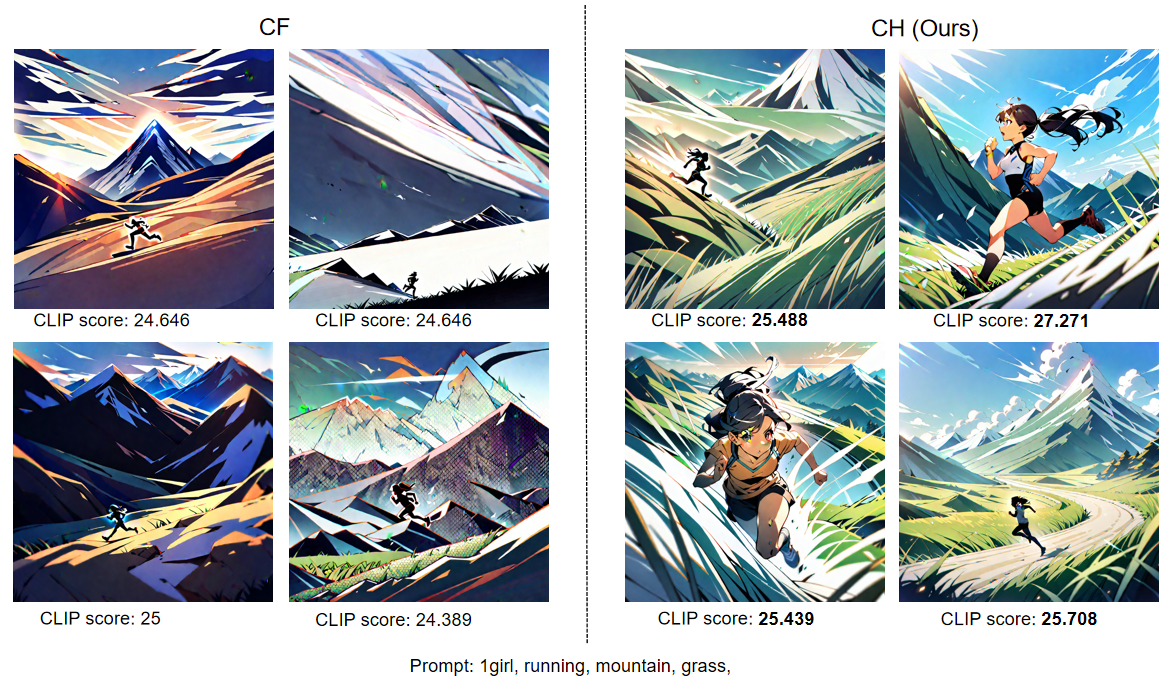 CF
CH (Ours)
CLIP score: 24.646
CLIP score: 24.646
CLIP score: 25.488
CLIP score: 27.271
CLIP score: 25
CLIP score: 24.389
CLIP score: 25.439
CLIP score: 25.708
Prompt: 1girl, running, mountain, grass,